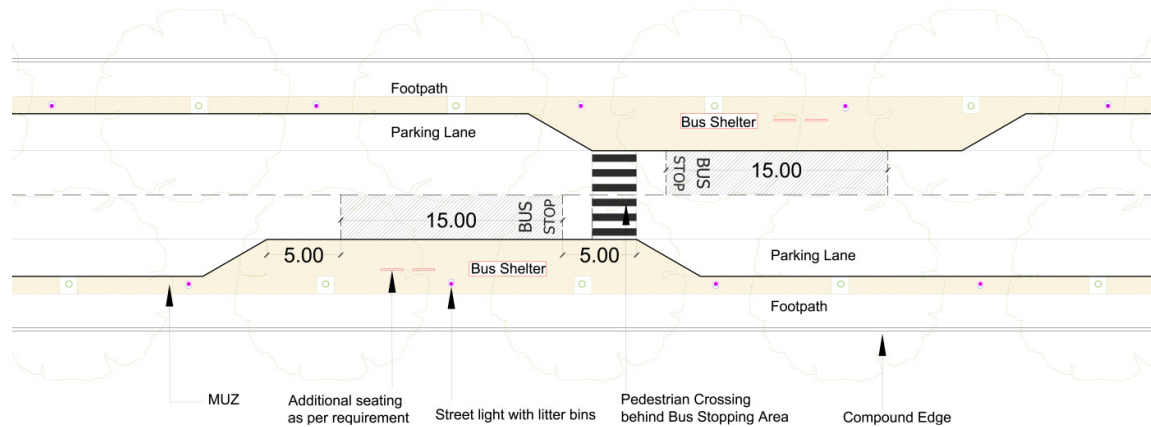 Footpath
Bus Shelter
Parking Lane
BUS
STOP
15.00
15.00
BUS
STOP
5.00
5.00
Parking Lane
Bus Shelter
Footpath
MUZ
Additional seating
as per requirement
Street light with litter bins
Pedestrian Crossing
behind Bus Stopping Area
Compound Edge